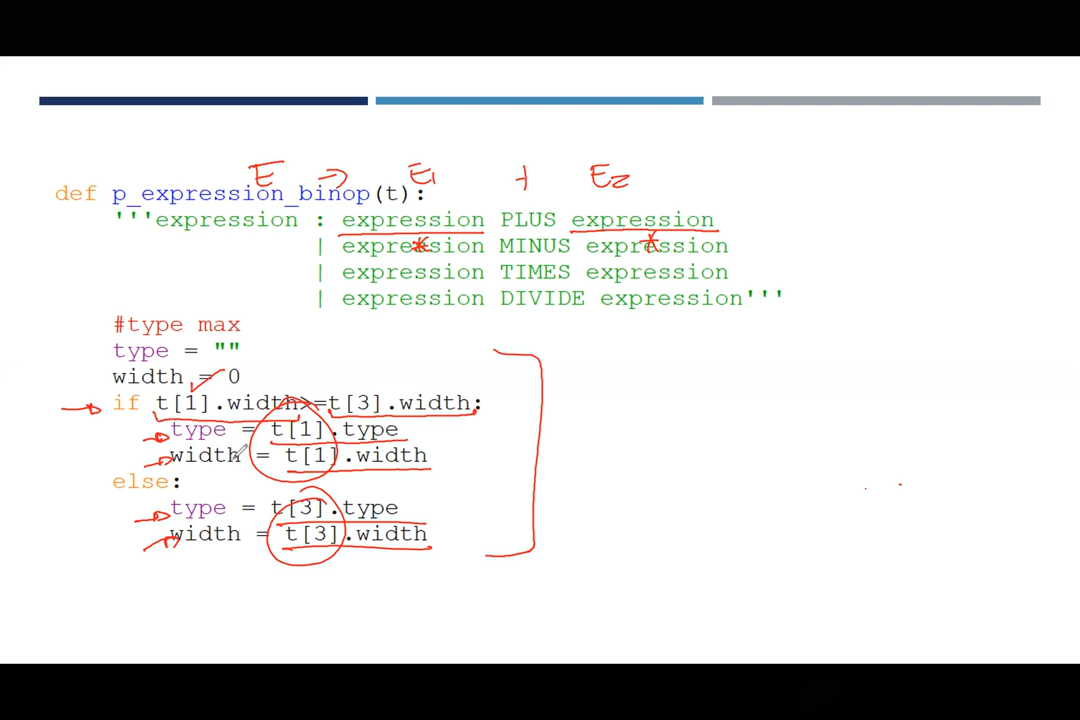 E => E1 + E2
def p_expression_binop(t):
'''expression : expression PLUS expression
| expression MINUS expression
| expression TIMES expression
| expression DIVIDE expression'''
#type max
type = ""
width = 0
if t[1].width>=t[3].width:
type = t[1].type
width = t[1].width
else:
type = t[3].type
width = t[3].width